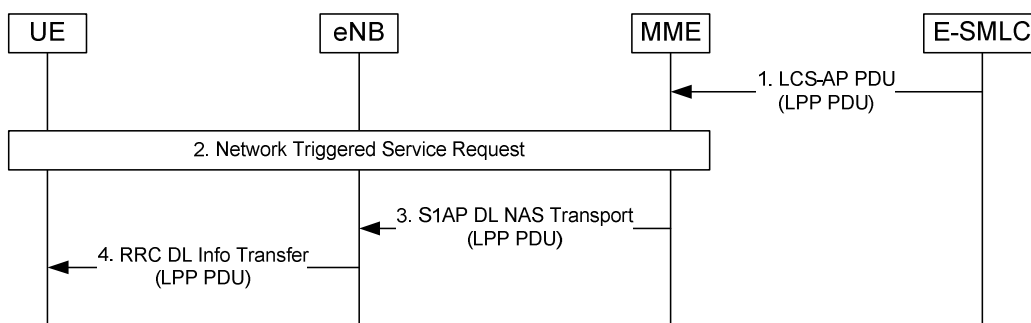 UE
eNB
MME
E-SMLC
1. LCS-AP PDU
(LPP PDU)
2. Network Triggered Service Request
3. S1AP DL NAS Transport
(LPP PDU)
4. RRC DL Info Transfer
(LPP PDU)